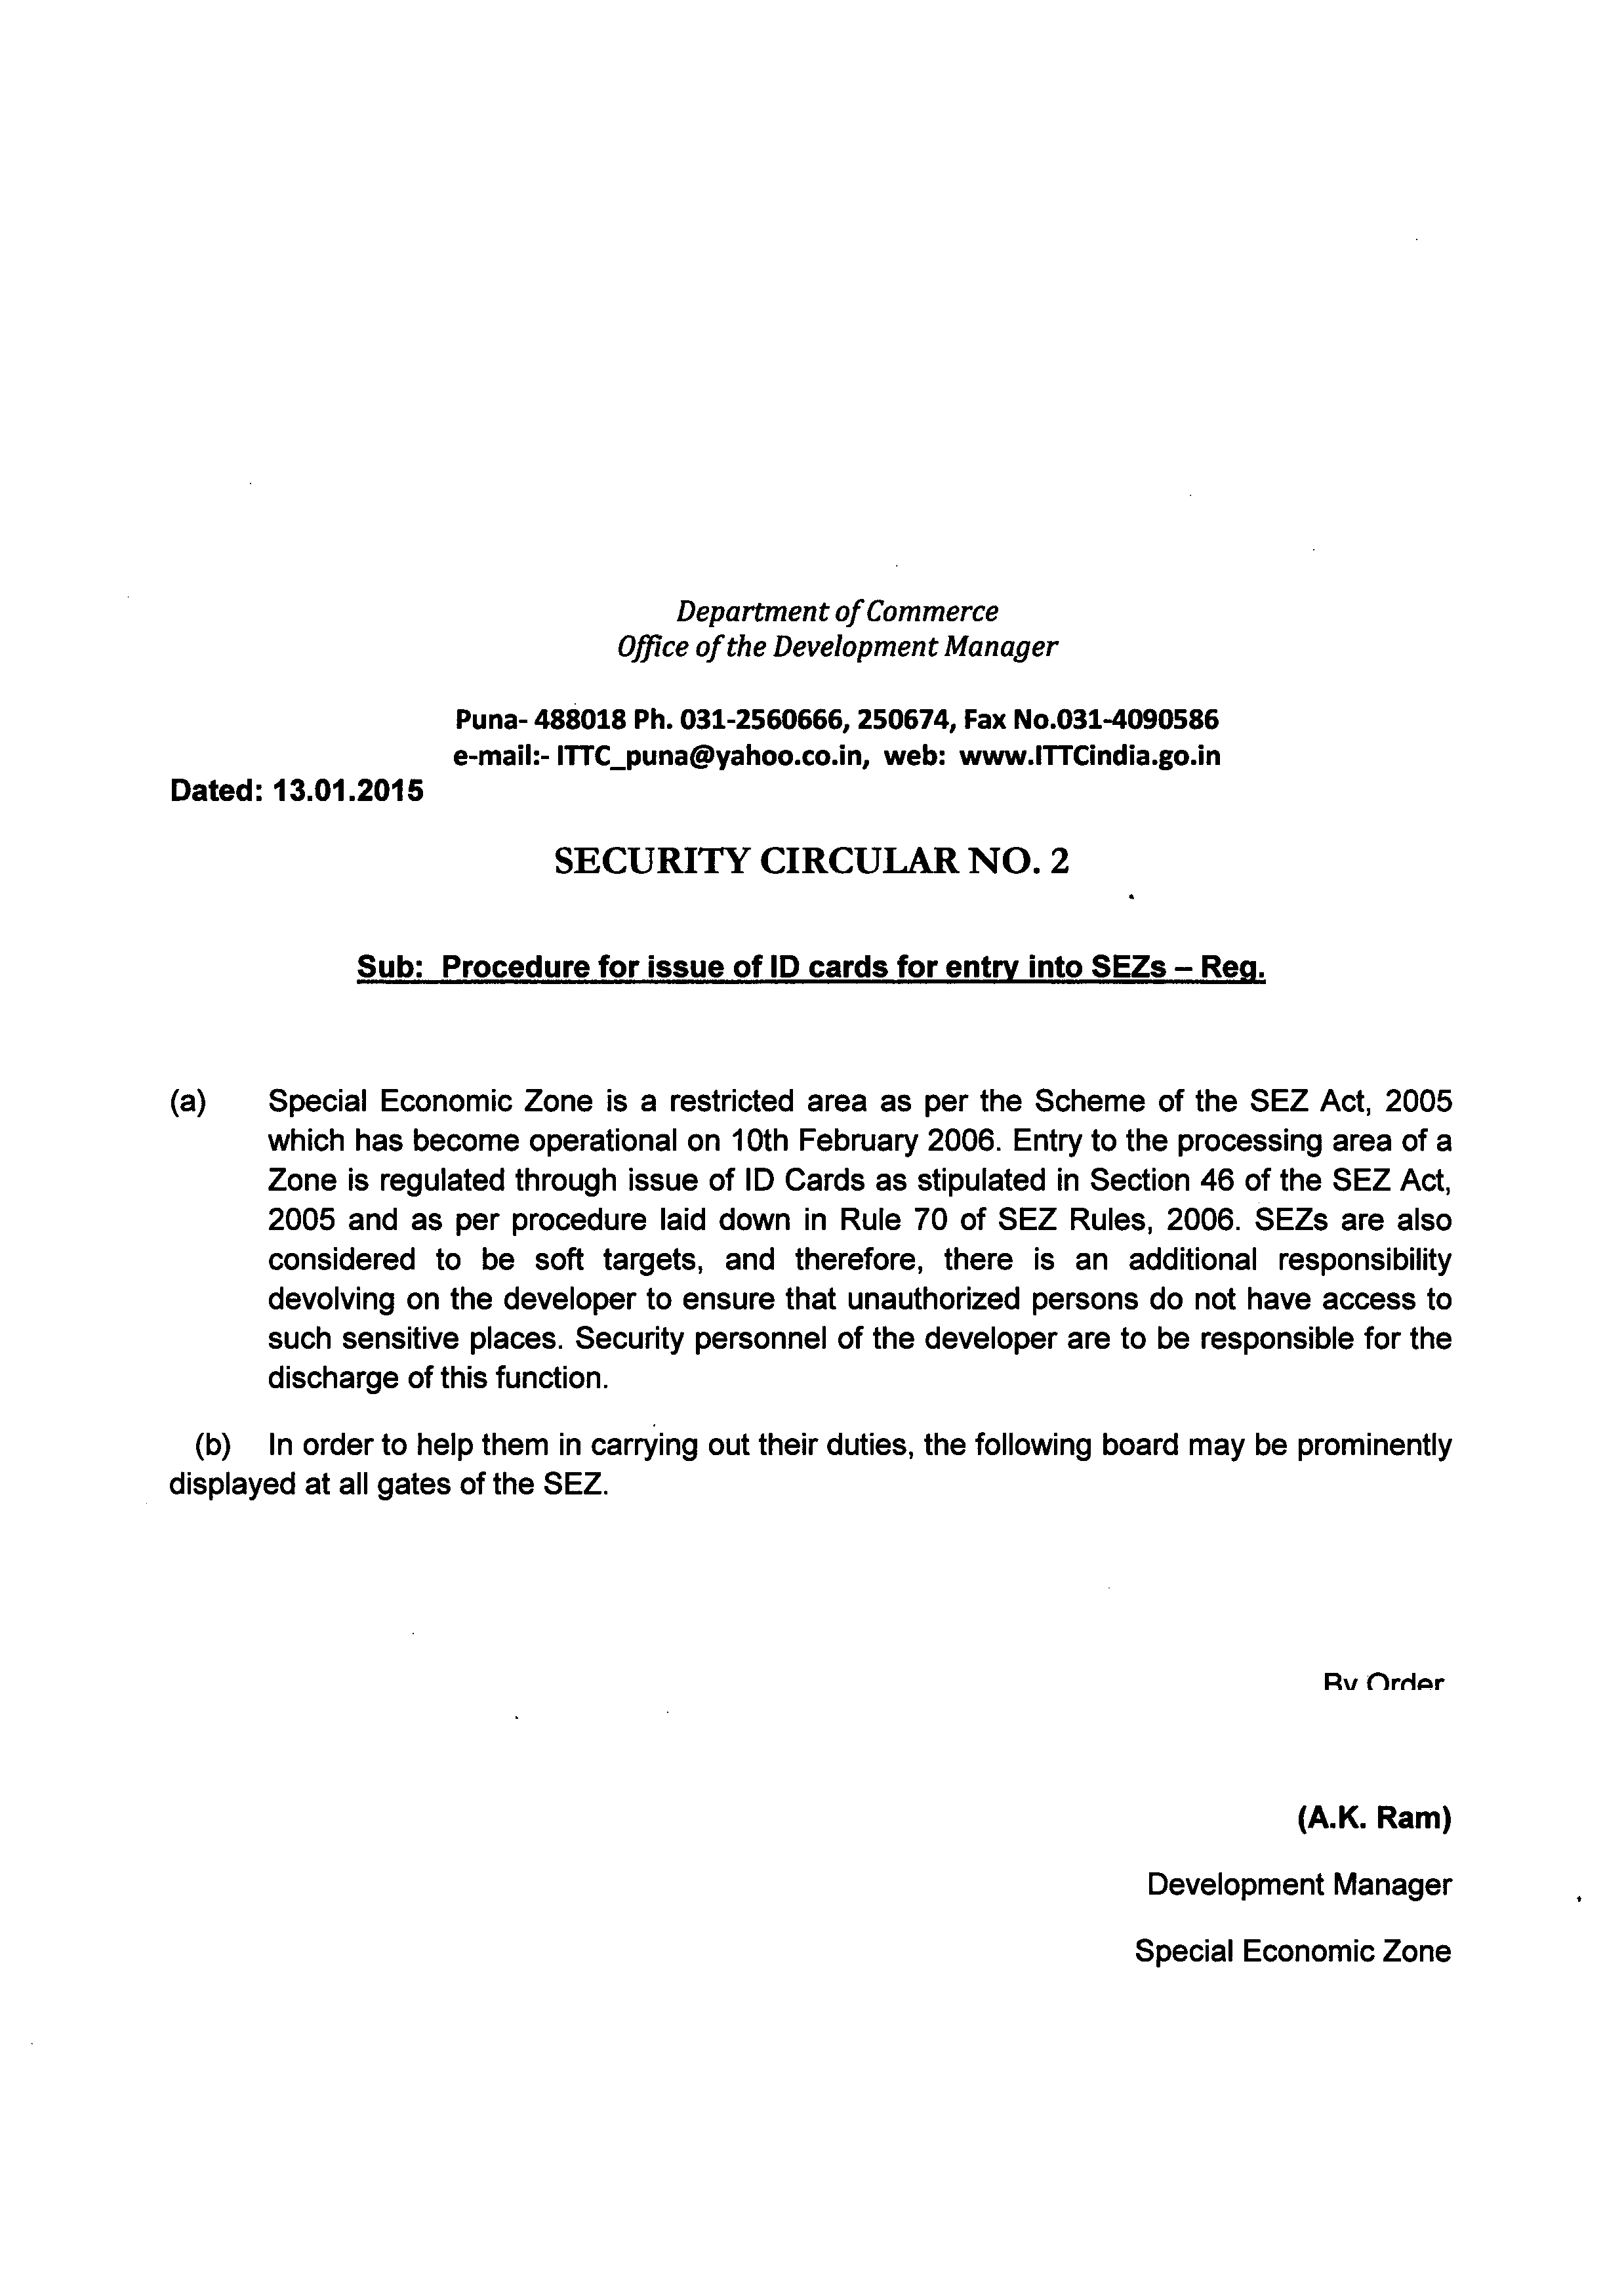 Department of Commerce
Office of the Development Manager
Puna- 488018 Ph. 031-2560666, 250674, Fax No.031-4090586
e-mail:- ITTC_puna@yahoo.co.in, web: www.ITTCindia.go.in
Dated: 13.01.2015
SECURITY CIRCULAR NO. 2
Sub: Procedure for issue of ID cards for entry into SEZs – Reg.
(a) Special Economic Zone is a restricted area as per the Scheme of the SEZ Act, 2005
which has become operational on 10th February 2006. Entry to the processing area of a
Zone is regulated through issue of ID Cards as stipulated in Section 46 of the SEZ Act,
2005 and as per procedure laid down in Rule 70 of SEZ Rules, 2006. SEZs are also
considered to be soft targets, and therefore, there is an additional responsibility
devolving on the developer to ensure that unauthorized persons do not have access to
such sensitive places. Security personnel of the developer are to be responsible for the
discharge of this function.
(b) In order to help them in carrying out their duties, the following board may be prominently
displayed at all gates of the SEZ.
By Order
(A.K. Ram)
Development Manager
Special Economic Zone